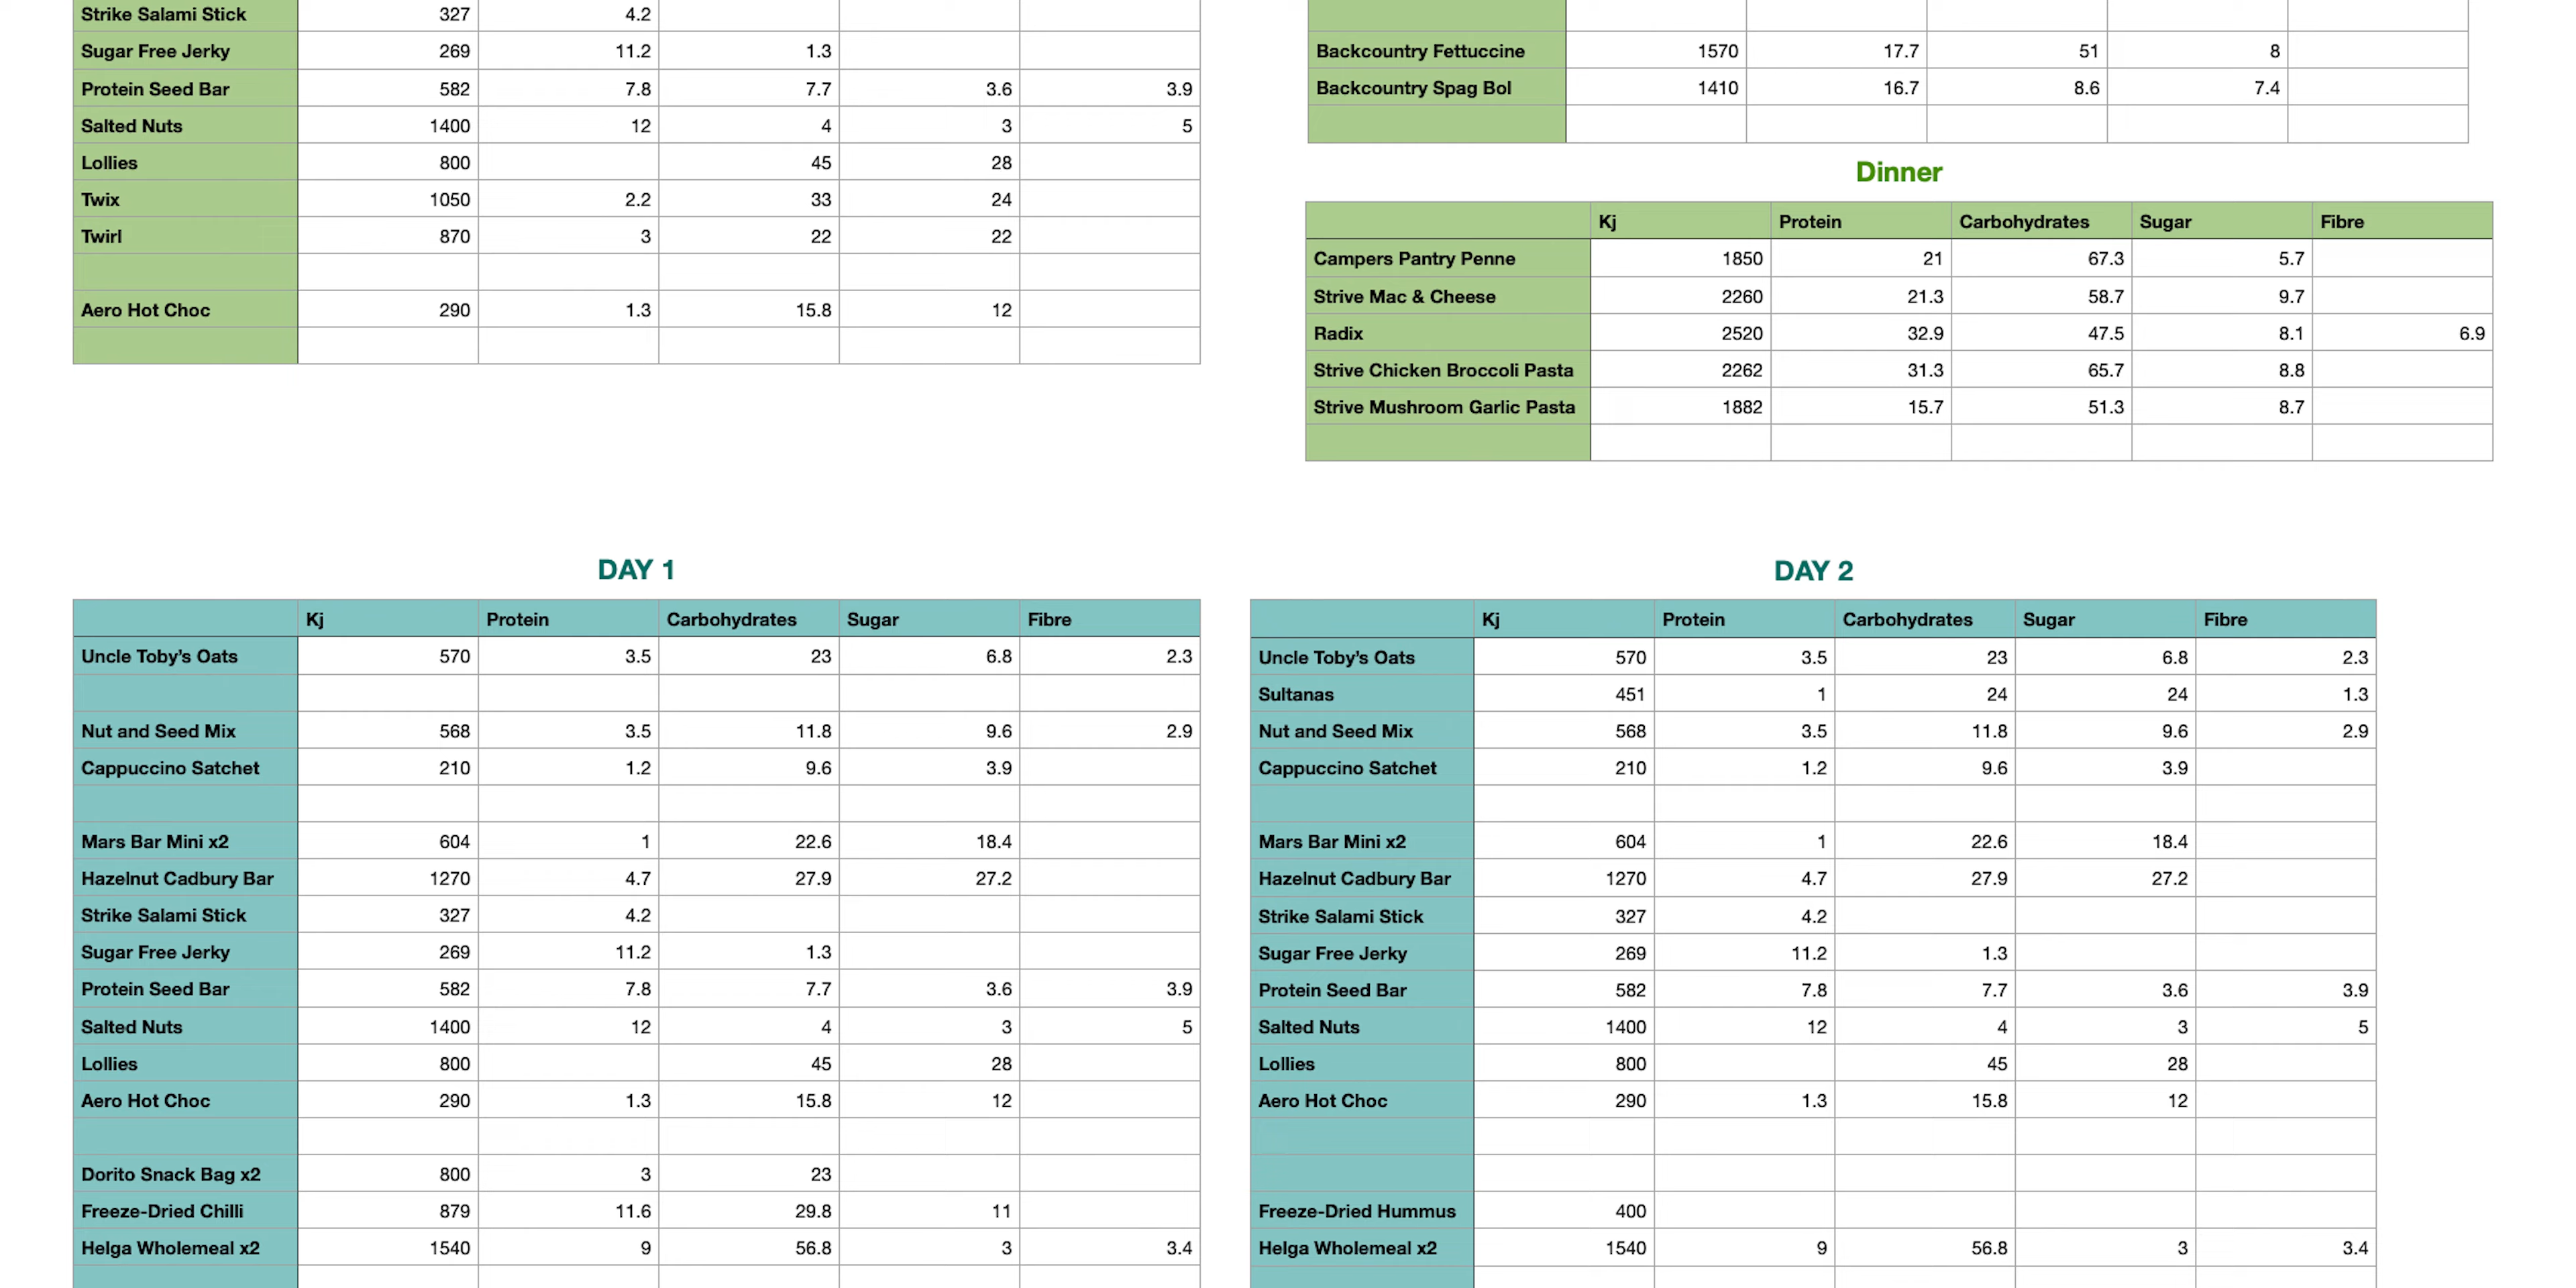 Strike Salami Stick 327 4.2
Sugar Free Jerky 269 11.2 1.3
Protein Seed Bar 582 7.8 7.7 3.6 3.9
Salted Nuts 1400 12 4 3 5
Lollies 800 45 28
Twix 1050 2.2 33 24
Twirl 870 3 22 22
Aero Hot Choc 290 1.3 15.8 12
Backcountry Fettuccine 1570 17.7 51 8
Backcountry Spag Bol 1410 16.7 8.6 7.4
Dinner
Kj Protein Carbohydrates Sugar Fibre
Campers Pantry Penne 1850 21 67.3 5.7
Strive Mac & Cheese 2260 21.3 58.7 9.7
Radix 2520 32.9 47.5 8.1 6.9
Strive Chicken Broccoli Pasta 2262 31.3 65.7 8.8
Strive Mushroom Garlic Pasta 1882 15.7 51.3 8.7
DAY 1
Kj Protein Carbohydrates Sugar Fibre
Uncle Toby's Oats 570 3.5 23 6.8 2.3
Nut and Seed Mix 568 3.5 11.8 9.6 2.9
Cappuccino Satchet 210 1.2 9.6 3.9
Mars Bar Mini x2 604 1 22.6 18.4
Hazelnut Cadbury Bar 1270 4.7 27.9 27.2
Strike Salami Stick 327 4.2
Sugar Free Jerky 269 11.2 1.3
Protein Seed Bar 582 7.8 7.7 3.6 3.9
Salted Nuts 1400 12 4 3 5
Lollies 800 45 28
Aero Hot Choc 290 1.3 15.8 12
Dorito Snack Bag x2 800 3 23
Freeze-Dried Chilli 879 11.6 29.8 11
Helga Wholemeal x2 1540 9 56.8 3 3.4
DAY 2
Kj Protein Carbohydrates Sugar Fibre
Uncle Toby's Oats 570 3.5 23 6.8 2.3
Sultanas 451 1 24 24 1.3
Nut and Seed Mix 568 3.5 11.8 9.6 2.9
Cappuccino Satchet 210 1.2 9.6 3.9
Mars Bar Mini x2 604 1 22.6 18.4
Hazelnut Cadbury Bar 1270 4.7 27.9 27.2
Strike Salami Stick 327 4.2
Sugar Free Jerky 269 11.2 1.3
Protein Seed Bar 582 7.8 7.7 3.6 3.9
Salted Nuts 1400 12 4 3 5
Lollies 800 45 28
Aero Hot Choc 290 1.3 15.8 12
Freeze-Dried Hummus 400
Helga Wholemeal x2 1540 9 56.8 3 3.4